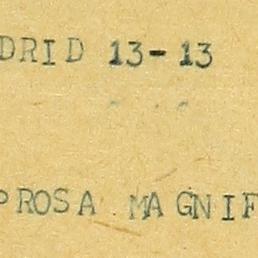 DRID 13-13
PROSA MAGNIF